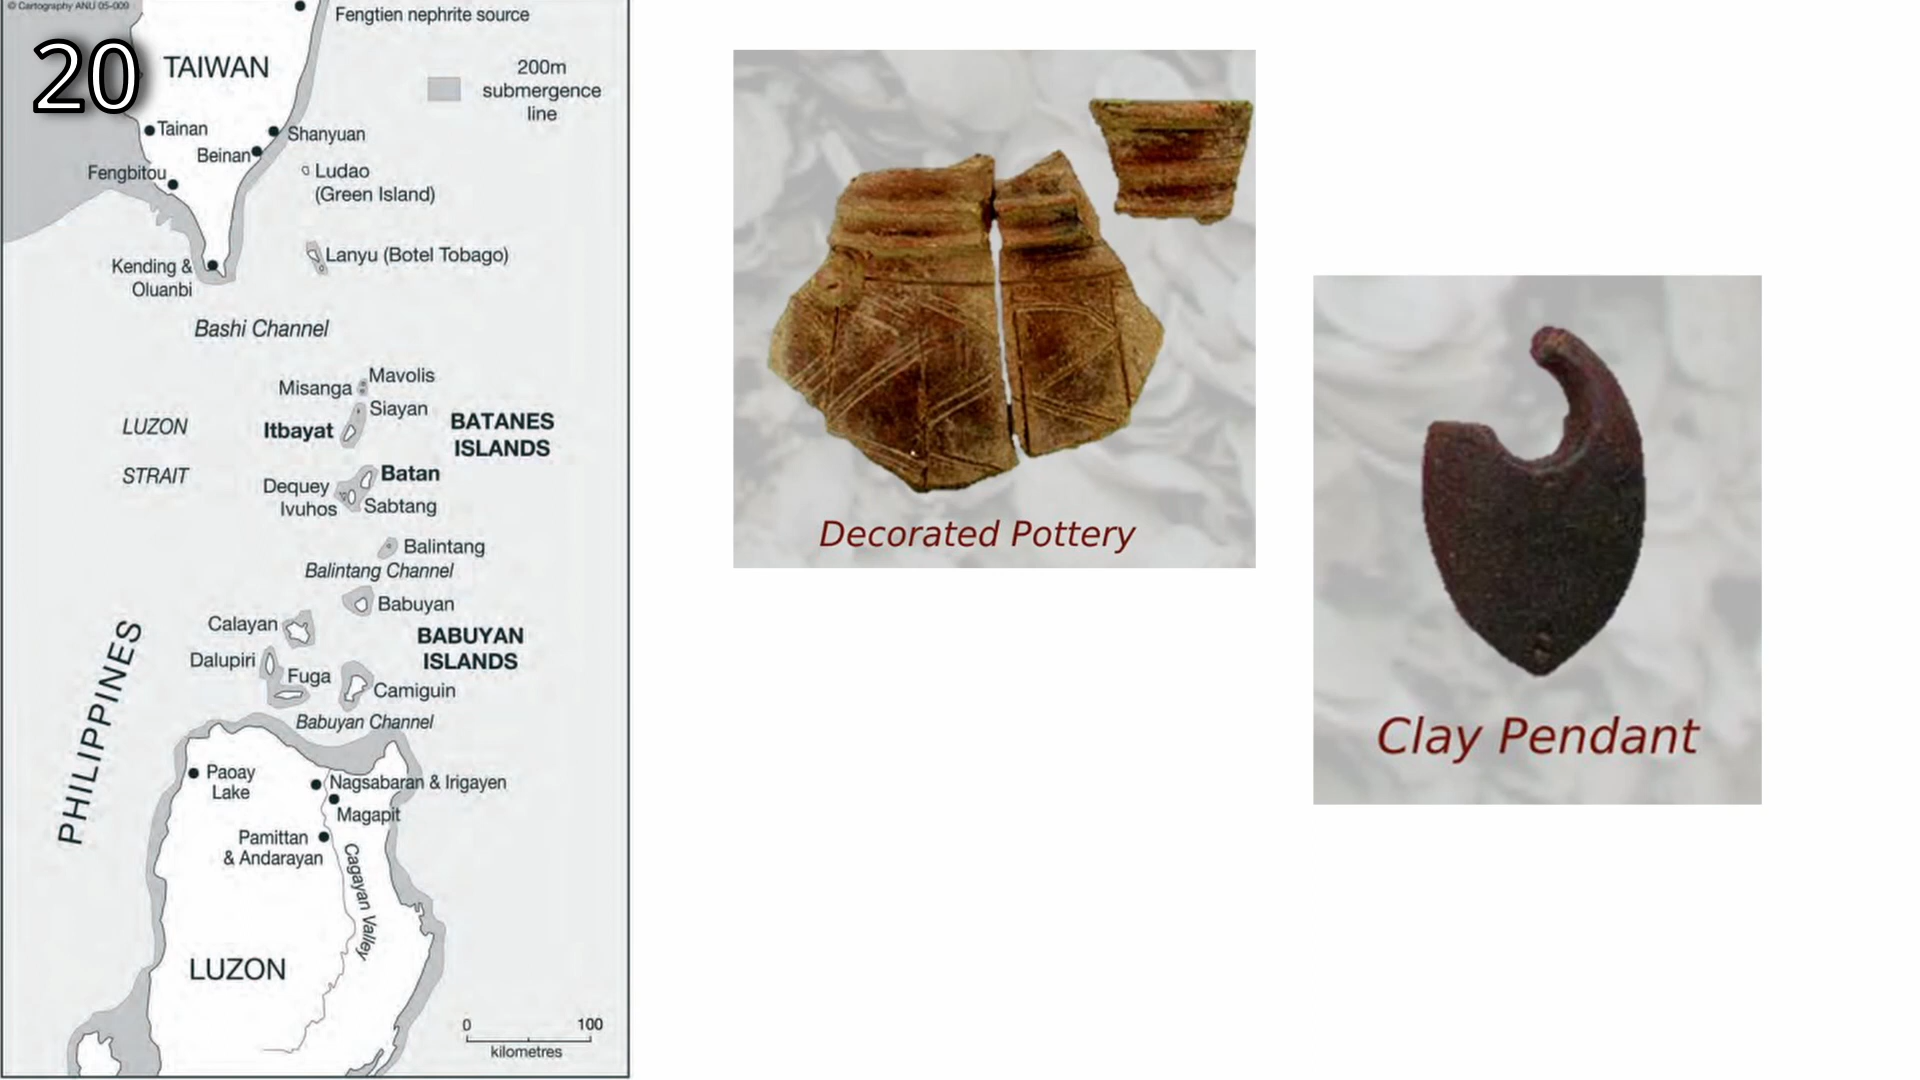 © Cartography ANU 05-009
Fengtien nephrite source
20
TAIWAN
200m
submergence
line
Tainan
Shanyuan
Beinan
Fengbitou
Ludao
(Green Island)
Lanyu (Botel Tobago)
Kending &
Oluanbi
Bashi Channel
Mavolis
Misanga
Siayan
LUZON
Itbayat
BATANES
ISLANDS
STRAIT
Batan
Dequey
Ivuhos
Sabtang
Balintang
Balintang Channel
Babuyan
Calayan
BABUYAN
ISLANDS
Dalupiri
Fuga
Camiguin
Babuyan Channel
PHILIPPINES
Paoay
Lake
Nagsabaran & Irigayen
Magapit
Pamittan
& Andarayan
Cagayan Valley
LUZON
0 100
kilometres
Decorated Pottery
Clay Pendant